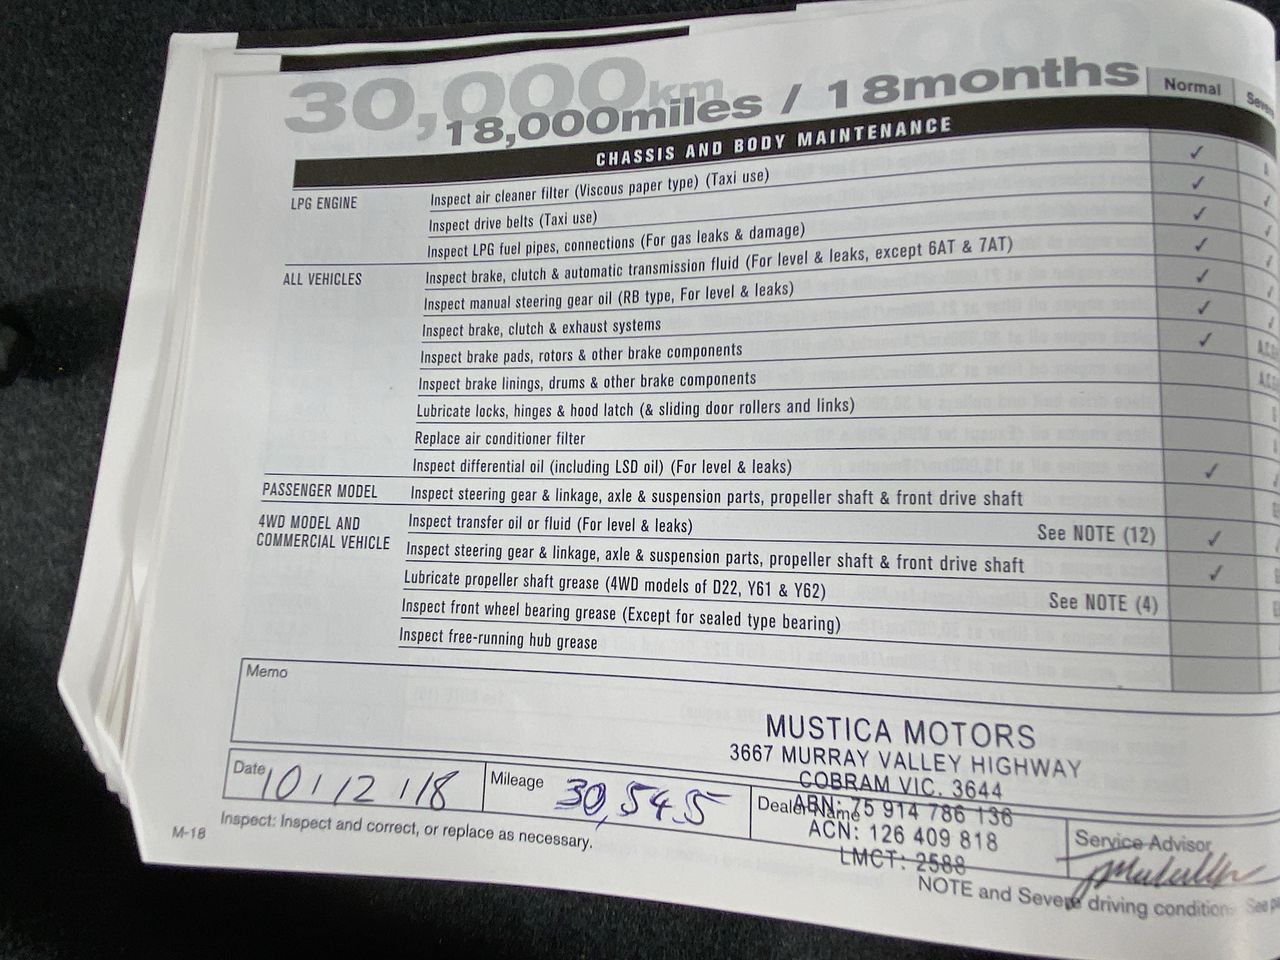 30,000km
18,000miles / 18months
Normal
CHASSIS AND BODY MAINTENANCE
LPG ENGINE Inspect air cleaner filter (Viscous paper type) (Taxi use) ✓
Inspect drive belts (Taxi use) ✓
Inspect LPG fuel pipes, connections (For gas leaks & damage) ✓
ALL VEHICLES Inspect brake, clutch & automatic transmission fluid (For level & leaks, except 6AT & 7AT) ✓
Inspect manual steering gear oil (RB type, For level & leaks) ✓
Inspect brake, clutch & exhaust systems ✓
Inspect brake pads, rotors & other brake components ✓
Inspect brake linings, drums & other brake components
Lubricate locks, hinges & hood latch (& sliding door rollers and links)
Replace air conditioner filter
Inspect differential oil (including LSD oil) (For level & leaks) ✓
PASSENGER MODEL Inspect steering gear & linkage, axle & suspension parts, propeller shaft & front drive shaft
4WD MODEL AND Inspect transfer oil or fluid (For level & leaks) See NOTE (12) ✓
COMMERCIAL VEHICLE Inspect steering gear & linkage, axle & suspension parts, propeller shaft & front drive shaft ✓
Lubricate propeller shaft grease (4WD models of D22, Y61 & Y62) See NOTE (4)
Inspect front wheel bearing grease (Except for sealed type bearing)
Inspect free-running hub grease
Memo
MUSTICA MOTORS
3667 MURRAY VALLEY HIGHWAY
COBRAM VIC. 3644
ABN: 75 914 786 136
ACN: 126 409 818
LMCT: 2588
Date 10/12/18
Mileage 30,545
Dealer Name
Service Advisor
M-18
Inspect: Inspect and correct, or replace as necessary.
NOTE and Severe driving condition